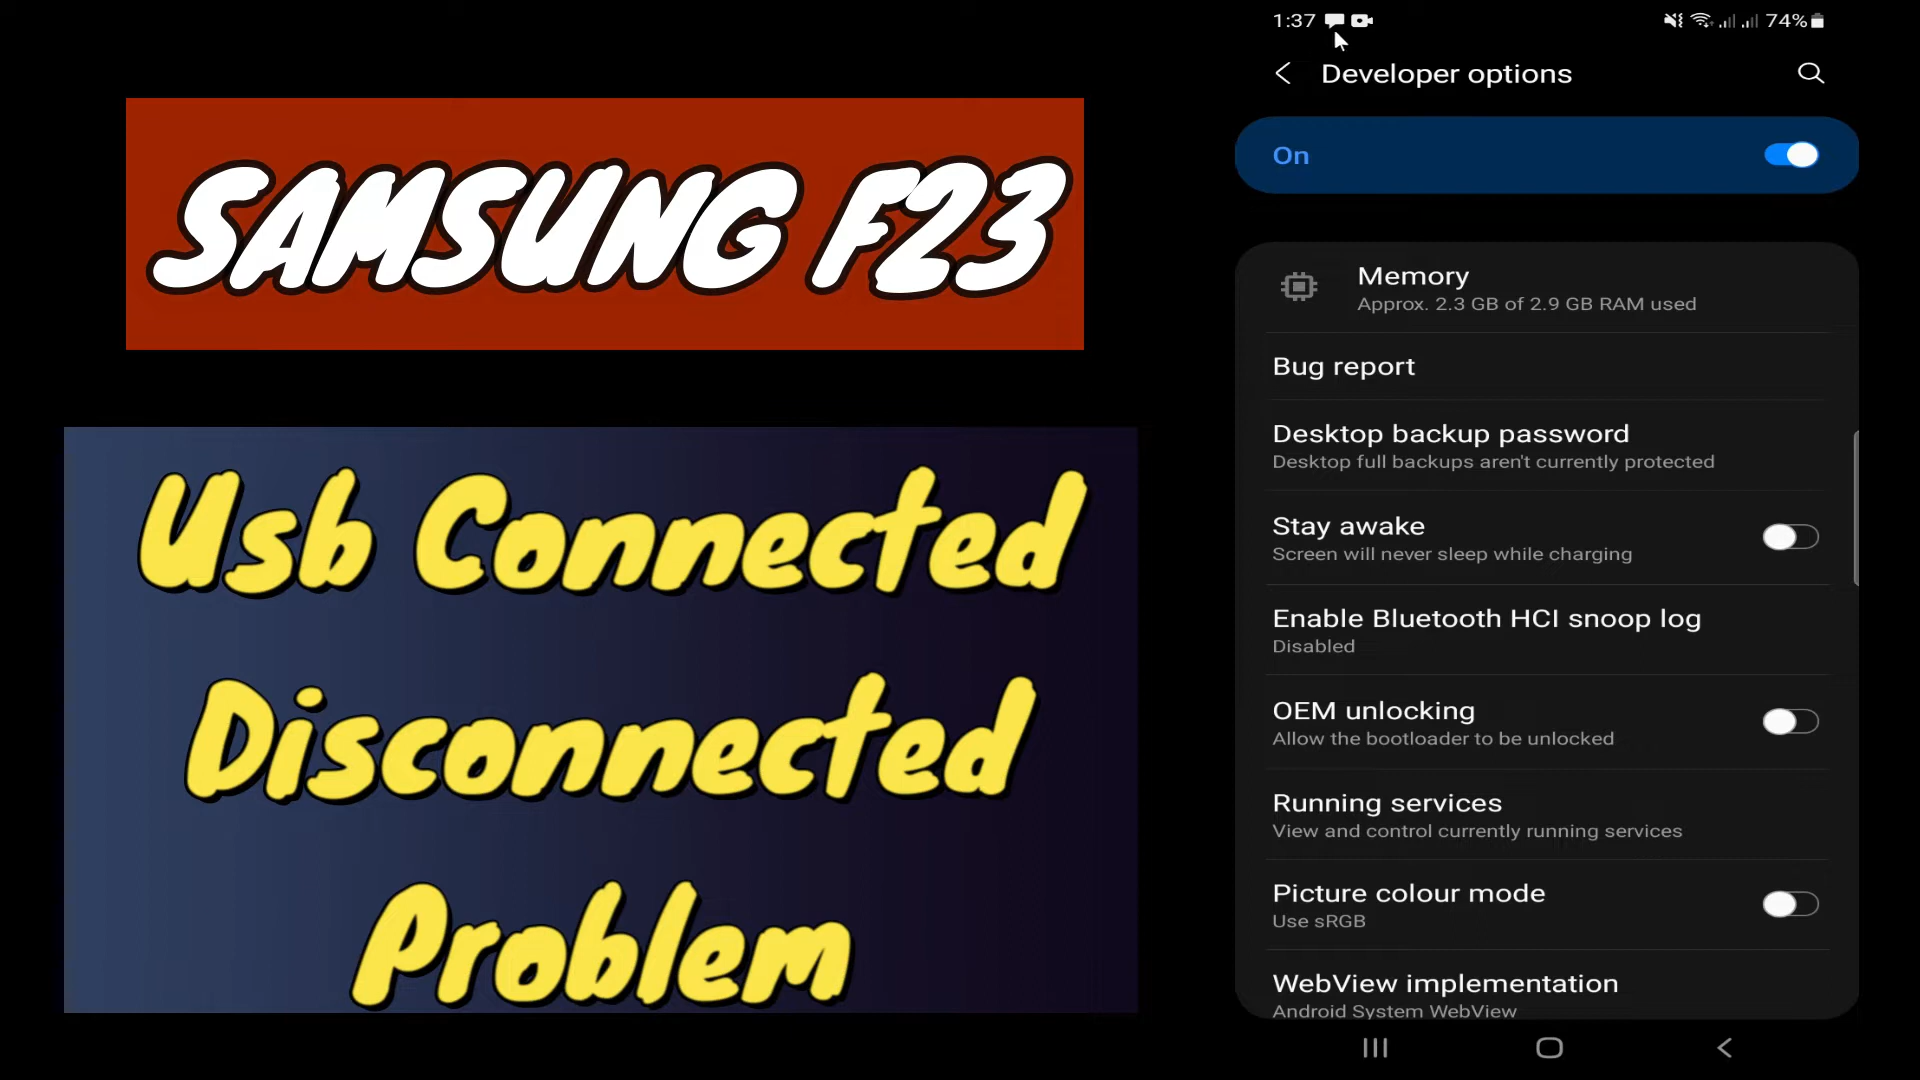 SAMSUNG F23
Usb Connected
Disconnected
Problem
1:37
74%
Developer options
On
Memory
Approx. 2.3 GB of 2.9 GB RAM used
Bug report
Desktop backup password
Desktop full backups aren't currently protected
Stay awake
Screen will never sleep while charging
Enable Bluetooth HCI snoop log
Disabled
OEM unlocking
Allow the bootloader to be unlocked
Running services
View and control currently running services
Picture colour mode
Use sRGB
WebView implementation
Android System WebView